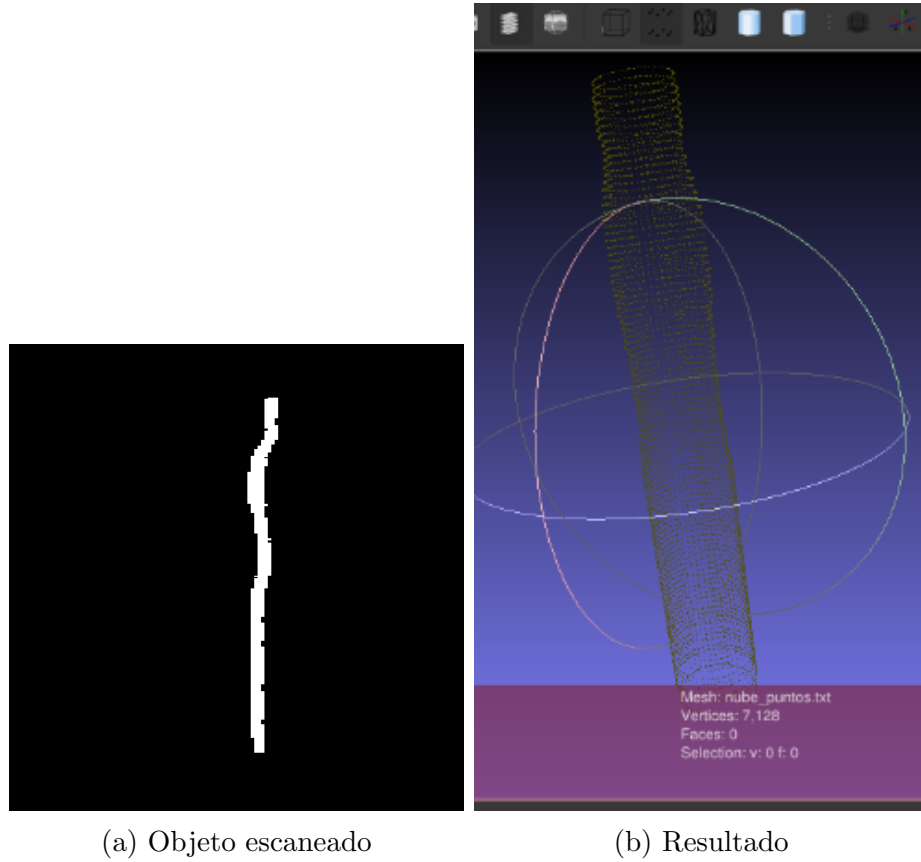 Mesh: nube_puntos.txt
Vertices: 7,128
Faces: 0
Selection: v: 0 f: 0
(a) Objeto escaneado
(b) Resultado